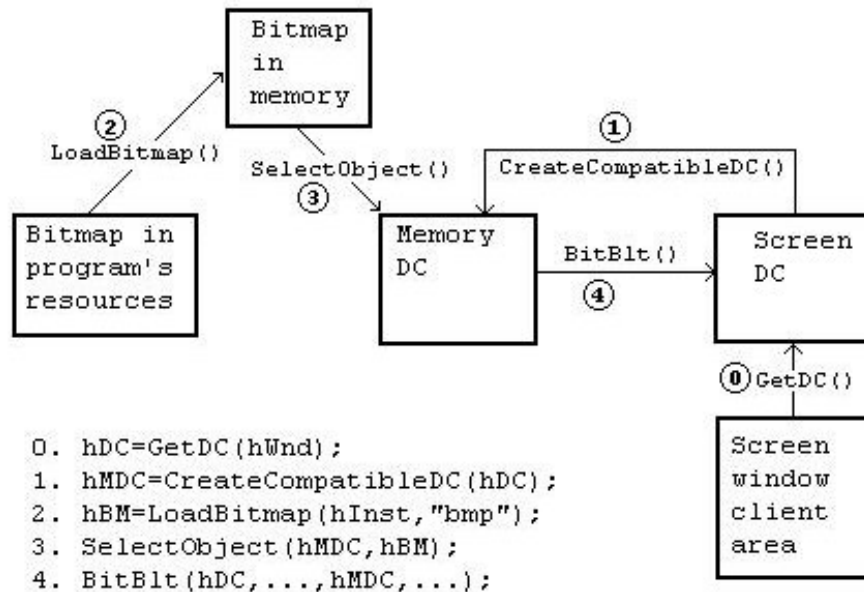 Bitmap
in
memory
2
LoadBitmap()
SelectObject()
3
1
CreateCompatibleDC()
Bitmap in
program's
resources
Memory
DC
BitBlt()
4
Screen
DC
0 GetDC()
Screen
window
client
area
0. hDC=GetDC(hWnd);
1. hMDC=CreateCompatibleDC(hDC);
2. hBM=LoadBitmap(hInst,"bmp");
3. SelectObject(hMDC,hBM);
4. BitBlt(hDC,...,hMDC,...);